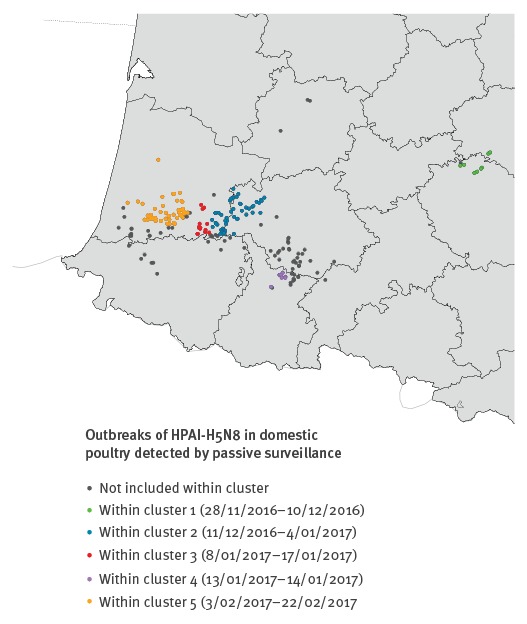 Outbreaks of HPAI-H5N8 in domestic
poultry detected by passive surveillance
Not included within cluster
Within cluster 1 (28/11/2016–10/12/2016)
Within cluster 2 (11/12/2016–4/01/2017)
Within cluster 3 (8/01/2017–17/01/2017)
Within cluster 4 (13/01/2017–14/01/2017)
Within cluster 5 (3/02/2017–22/02/2017